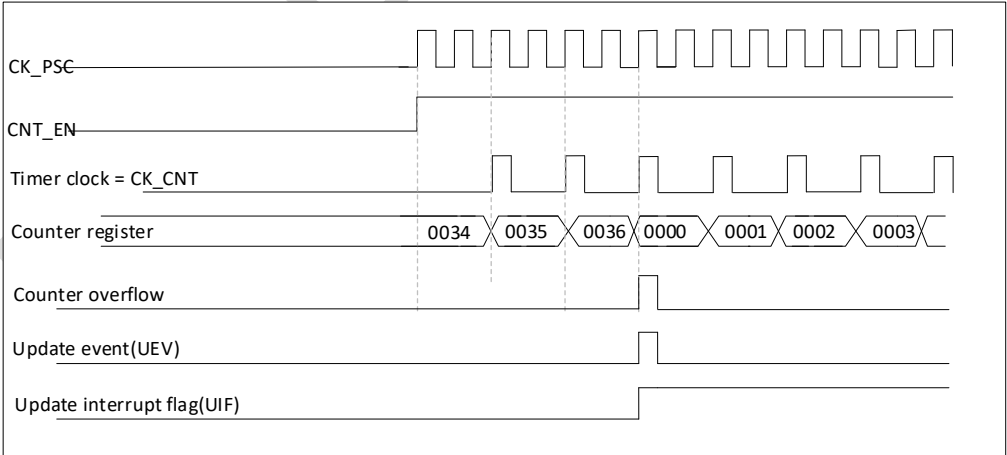 CK_PSC
CNT_EN
Timer clock = CK_CNT
Counter register 0034 0035 0036 0000 0001 0002 0003
Counter overflow
Update event(UEV)
Update interrupt flag(UIF)